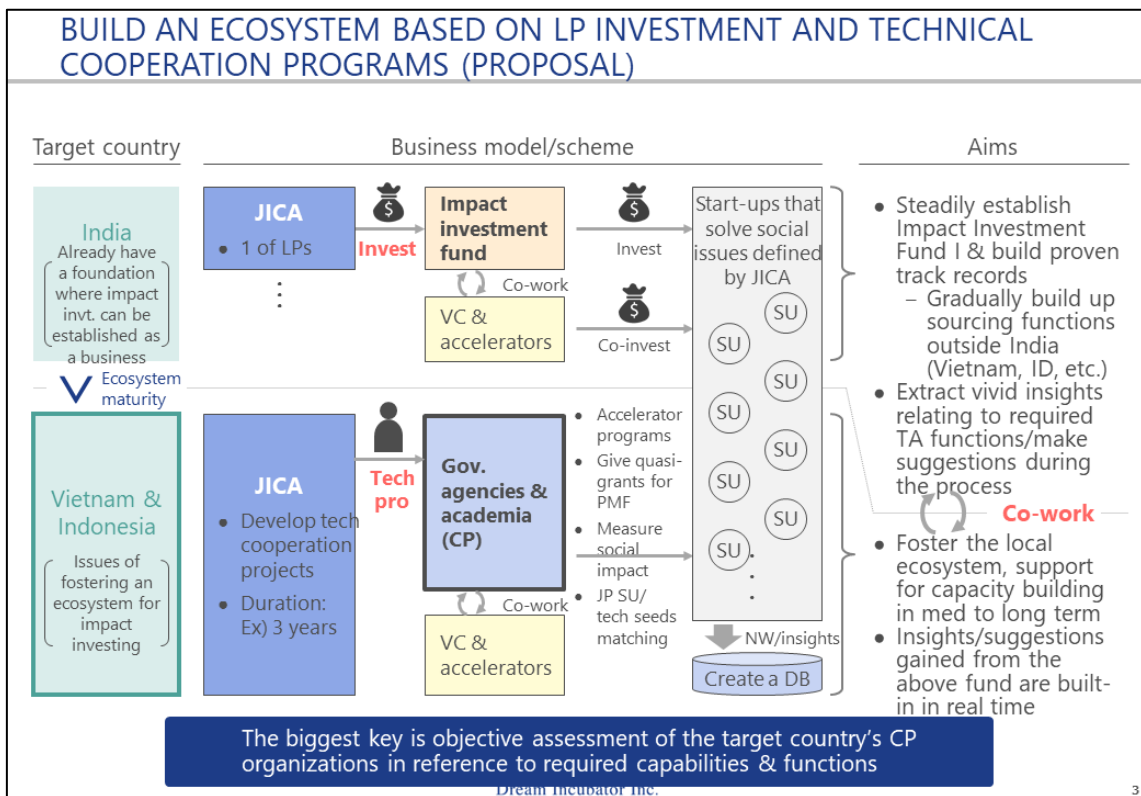 BUILD AN ECOSYSTEM BASED ON LP INVESTMENT AND TECHNICAL
COOPERATION PROGRAMS (PROPOSAL)
Target country
Business model/scheme
Aims
India
Already have
a foundation
where impact
invt. can be
established as
a business
JICA
• 1 of LPs
⋮
$
Invest
Impact
investment
fund
Co-work
VC &
accelerators
$
Invest
$
Co-invest
Start-ups that
solve social
issues defined
by JICA
SU
SU
SU
SU
SU
SU
SU
SU
⋮
• Steadily establish
Impact Investment
Fund I & build proven
track records
– Gradually build up
sourcing functions
outside India
(Vietnam, ID, etc.)
• Extract vivid insights
relating to required
TA functions/make
suggestions during
the process
Ecosystem
maturity
Vietnam &
Indonesia
Issues of
fostering an
ecosystem for
impact
investing
JICA
• Develop tech
cooperation
projects
• Duration:
Ex) 3 years
Tech
pro
Gov.
agencies &
academia
(CP)
Co-work
VC &
accelerators
• Accelerator
programs
• Give quasi-
grants for
PMF
• Measure
social
impact
• JP SU/
tech seeds
matching
NW/insights
Create a DB
Co-work
• Foster the local
ecosystem, support
for capacity building
in med to long term
• Insights/suggestions
gained from the
above fund are built-
in in real time
The biggest key is objective assessment of the target country's CP
organizations in reference to required capabilities & functions
Dream Incubator Inc.
3